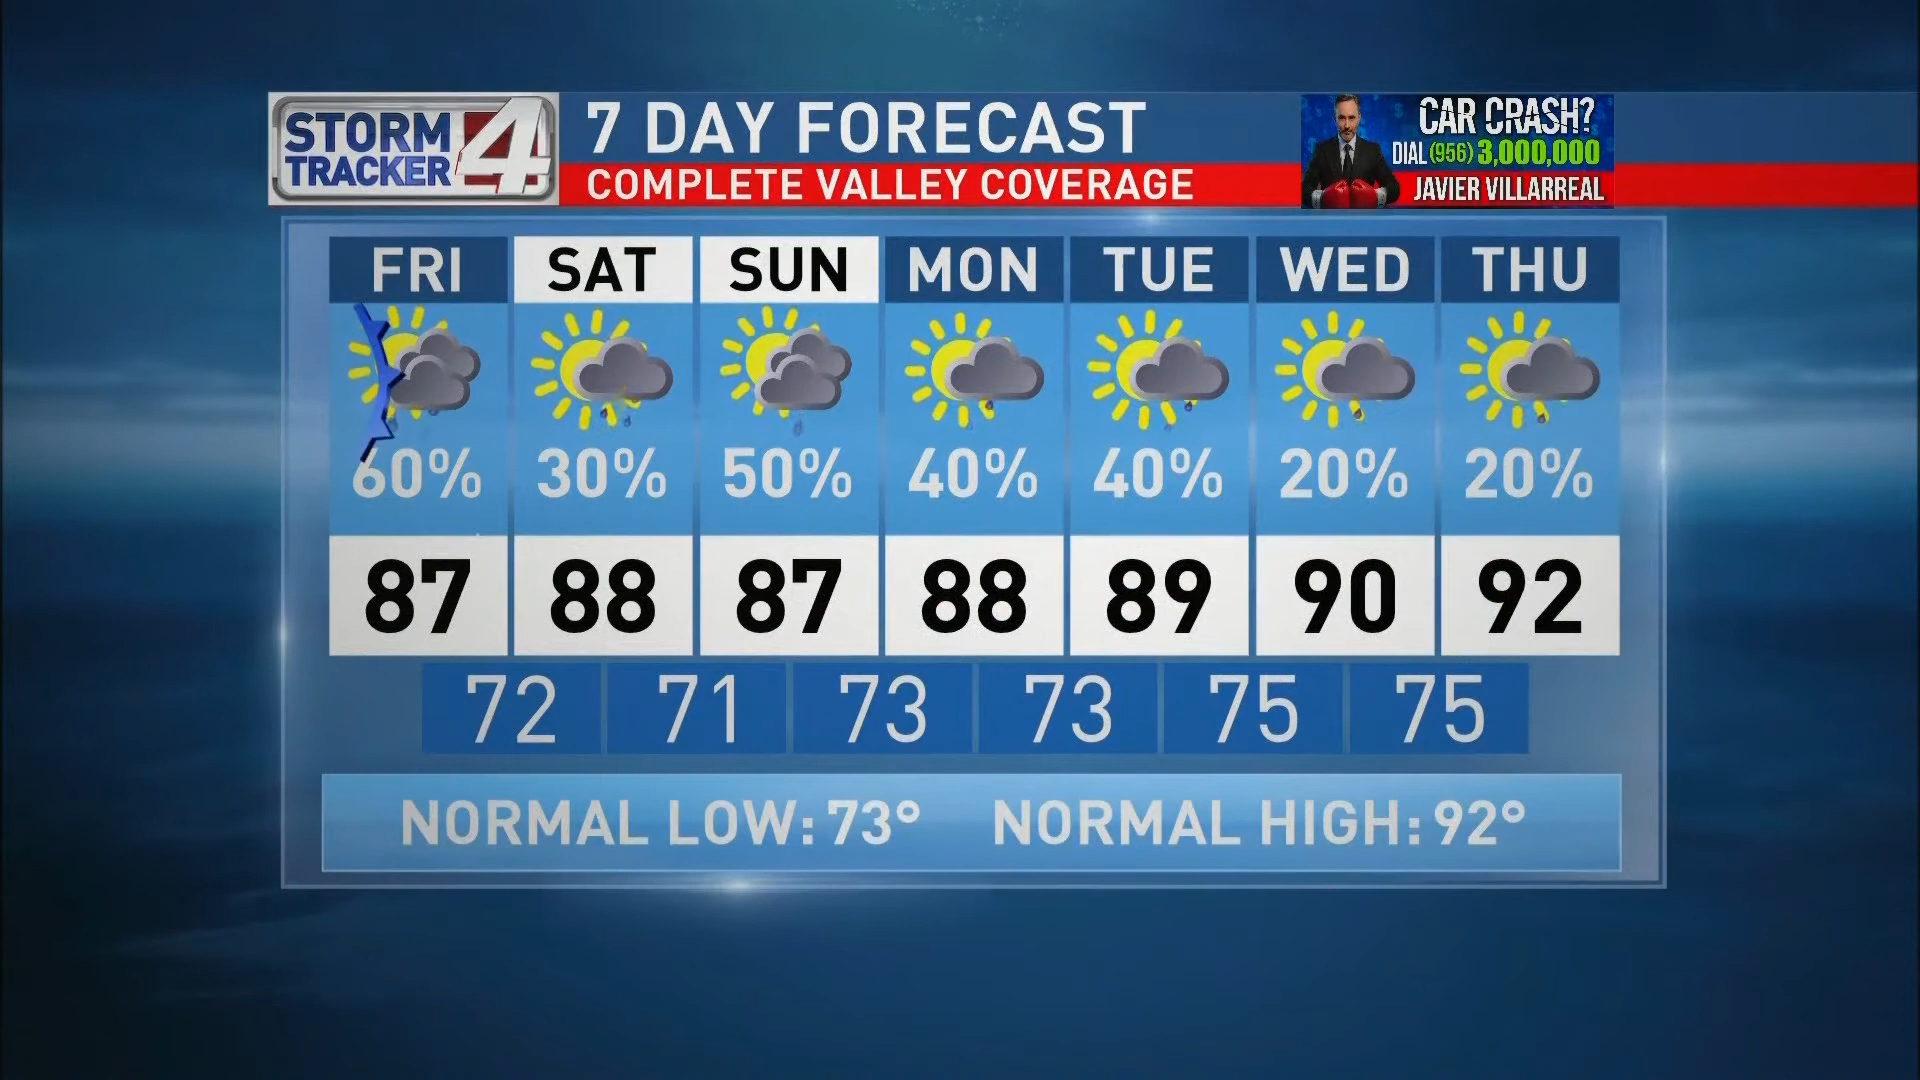 STORM
TRACKER 4
7 DAY FORECAST
COMPLETE VALLEY COVERAGE
CAR CRASH?
DIAL (956) 3,000,000
JAVIER VILLARREAL
FRI SAT SUN MON TUE WED THU
60% 30% 50% 40% 40% 20% 20%
87 88 87 88 89 90 92
72 71 73 73 75 75
NORMAL LOW: 73° NORMAL HIGH: 92°